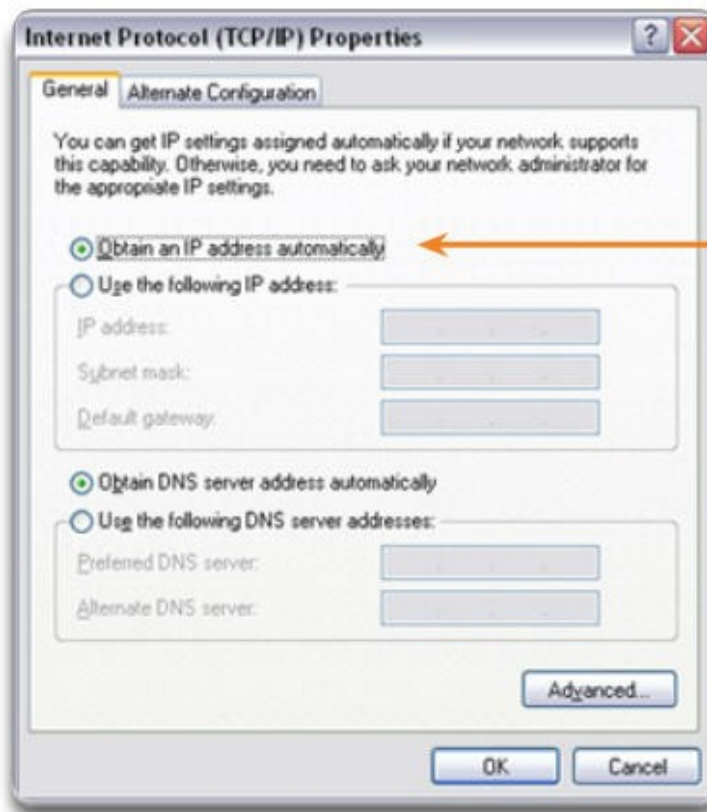 Internet Protocol (TCP/IP) Properties
General
Alternate Configuration
You can get IP settings assigned automatically if your network supports
this capability. Otherwise, you need to ask your network administrator for
the appropriate IP settings.
Obtain an IP address automatically
Use the following IP address:
IP address:
Subnet mask:
Default gateway:
Obtain DNS server address automatically
Use the following DNS server addresses:
Preferred DNS server:
Alternate DNS server:
Advanced...
OK
Cancel